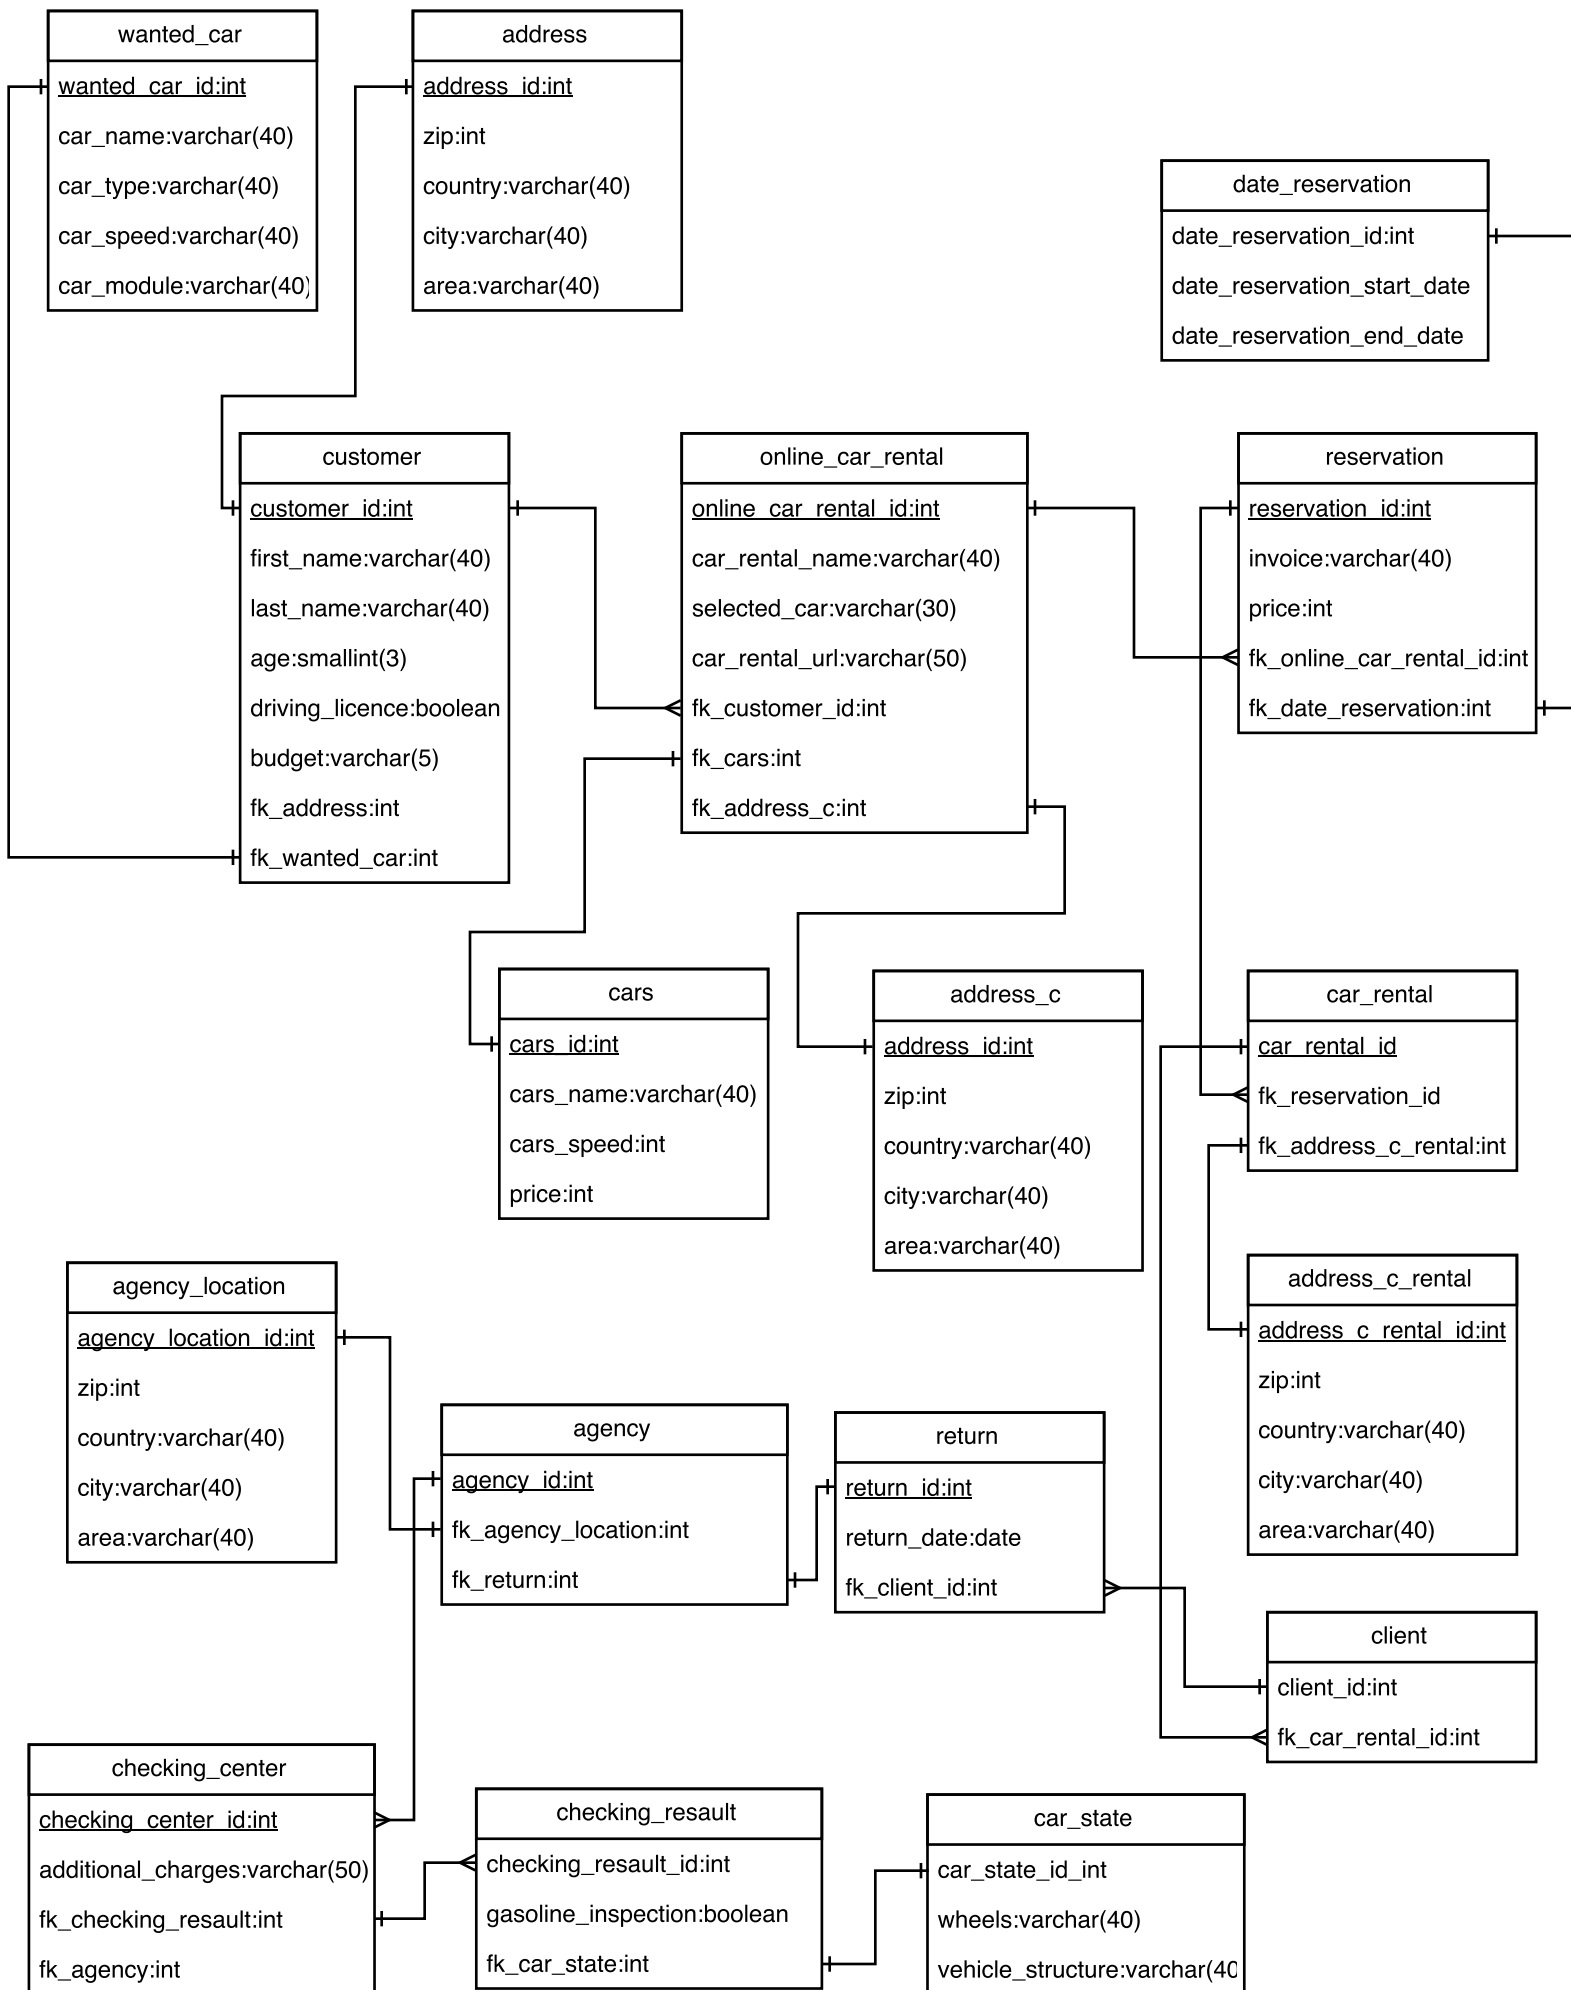 wanted_car
wanted_car_id:int
car_name:varchar(40)
car_type:varchar(40)
car_speed:varchar(40)
car_module:varchar(40)
address
address_id:int
zip:int
country:varchar(40)
city:varchar(40)
area:varchar(40)
date_reservation
date_reservation_id:int
date_reservation_start_date
date_reservation_end_date
customer
customer_id:int
first_name:varchar(40)
last_name:varchar(40)
age:smallint(3)
driving_licence:boolean
budget:varchar(5)
fk_address:int
fk_wanted_car:int
online_car_rental
online_car_rental_id:int
car_rental_name:varchar(40)
selected_car:varchar(30)
car_rental_url:varchar(50)
fk_customer_id:int
fk_cars:int
fk_address_c:int
reservation
reservation_id:int
invoice:varchar(40)
price:int
fk_online_car_rental_id:int
fk_date_reservation:int
cars
cars_id:int
cars_name:varchar(40)
cars_speed:int
price:int
address_c
address_id:int
zip:int
country:varchar(40)
city:varchar(40)
area:varchar(40)
car_rental
car_rental_id
fk_reservation_id
fk_address_c_rental:int
address_c_rental
address_c_rental_id:int
zip:int
country:varchar(40)
city:varchar(40)
area:varchar(40)
agency_location
agency_location_id:int
zip:int
country:varchar(40)
city:varchar(40)
area:varchar(40)
agency
agency_id:int
fk_agency_location:int
fk_return:int
return
return_id:int
return_date:date
fk_client_id:int
client
client_id:int
fk_car_rental_id:int
checking_center
checking_center_id:int
additional_charges:varchar(50)
fk_checking_resault:int
fk_agency:int
checking_resault
checking_resault_id:int
gasoline_inspection:boolean
fk_car_state:int
car_state
car_state_id_int
wheels:varchar(40)
vehicle_structure:varchar(40